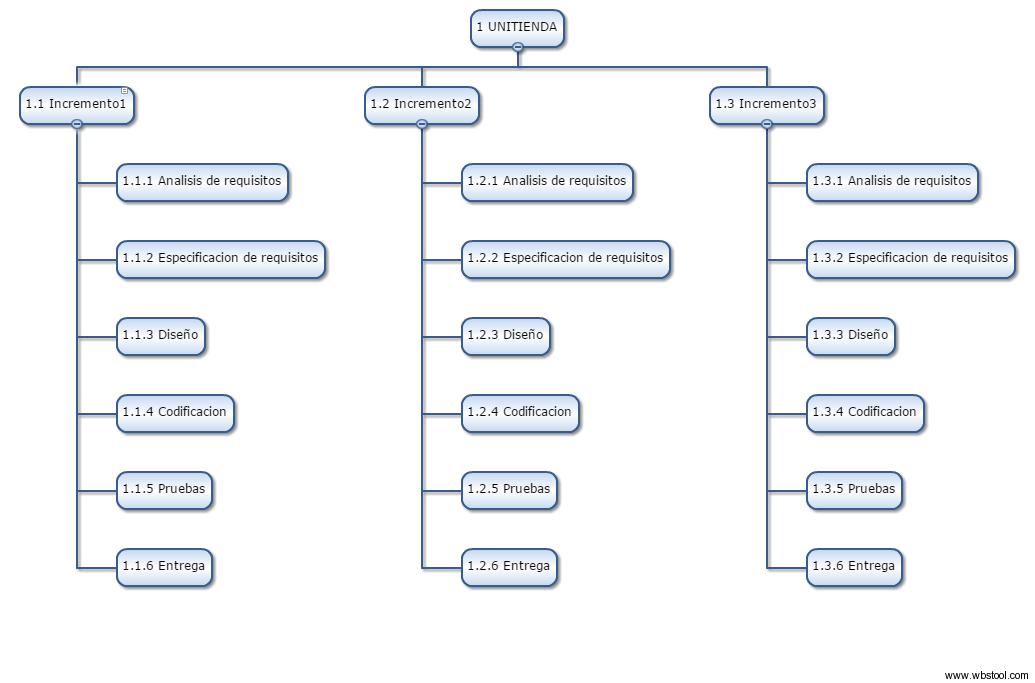 1 UNITIENDA
1.1 Incremento1
1.2 Incremento2
1.3 Incremento3
1.1.1 Analisis de requisitos
1.2.1 Analisis de requisitos
1.3.1 Analisis de requisitos
1.1.2 Especificacion de requisitos
1.2.2 Especificacion de requisitos
1.3.2 Especificacion de requisitos
1.1.3 Diseño
1.2.3 Diseño
1.3.3 Diseño
1.1.4 Codificacion
1.2.4 Codificacion
1.3.4 Codificacion
1.1.5 Pruebas
1.2.5 Pruebas
1.3.5 Pruebas
1.1.6 Entrega
1.2.6 Entrega
1.3.6 Entrega
www.wbstool.com